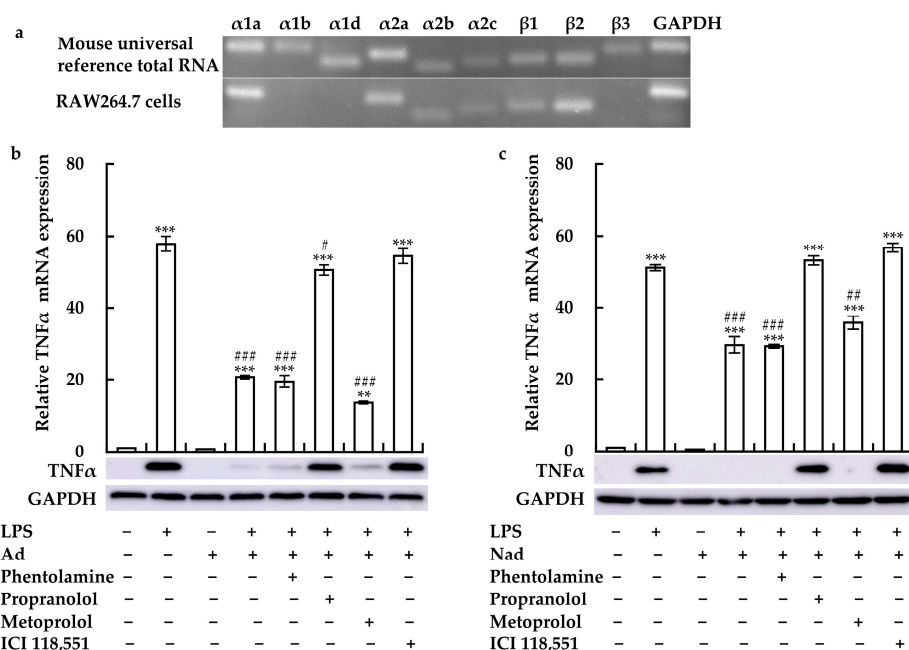 a
α1a α1b α1d α2a α2b α2c β1 β2 β3 GAPDH
Mouse universal
reference total RNA
RAW264.7 cells
b
Relative TNFα mRNA expression
80
60
40
20
0
***
###
***
###
***
#
***
###
**
***
TNFα
GAPDH
LPS – + – + + + + +
Ad – – + + + + + +
Phentolamine – – – – + – – –
Propranolol – – – – – + – –
Metoprolol – – – – – – + –
ICI 118,551 – – – – – – – +
c
Relative TNFα mRNA expression
80
60
40
20
0
***
###
***
###
***
***
##
***
***
TNFα
GAPDH
LPS – + – + + + + +
Nad – – + + + + + +
Phentolamine – – – – + – – –
Propranolol – – – – – + – –
Metoprolol – – – – – – + –
ICI 118,551 – – – – – – – +